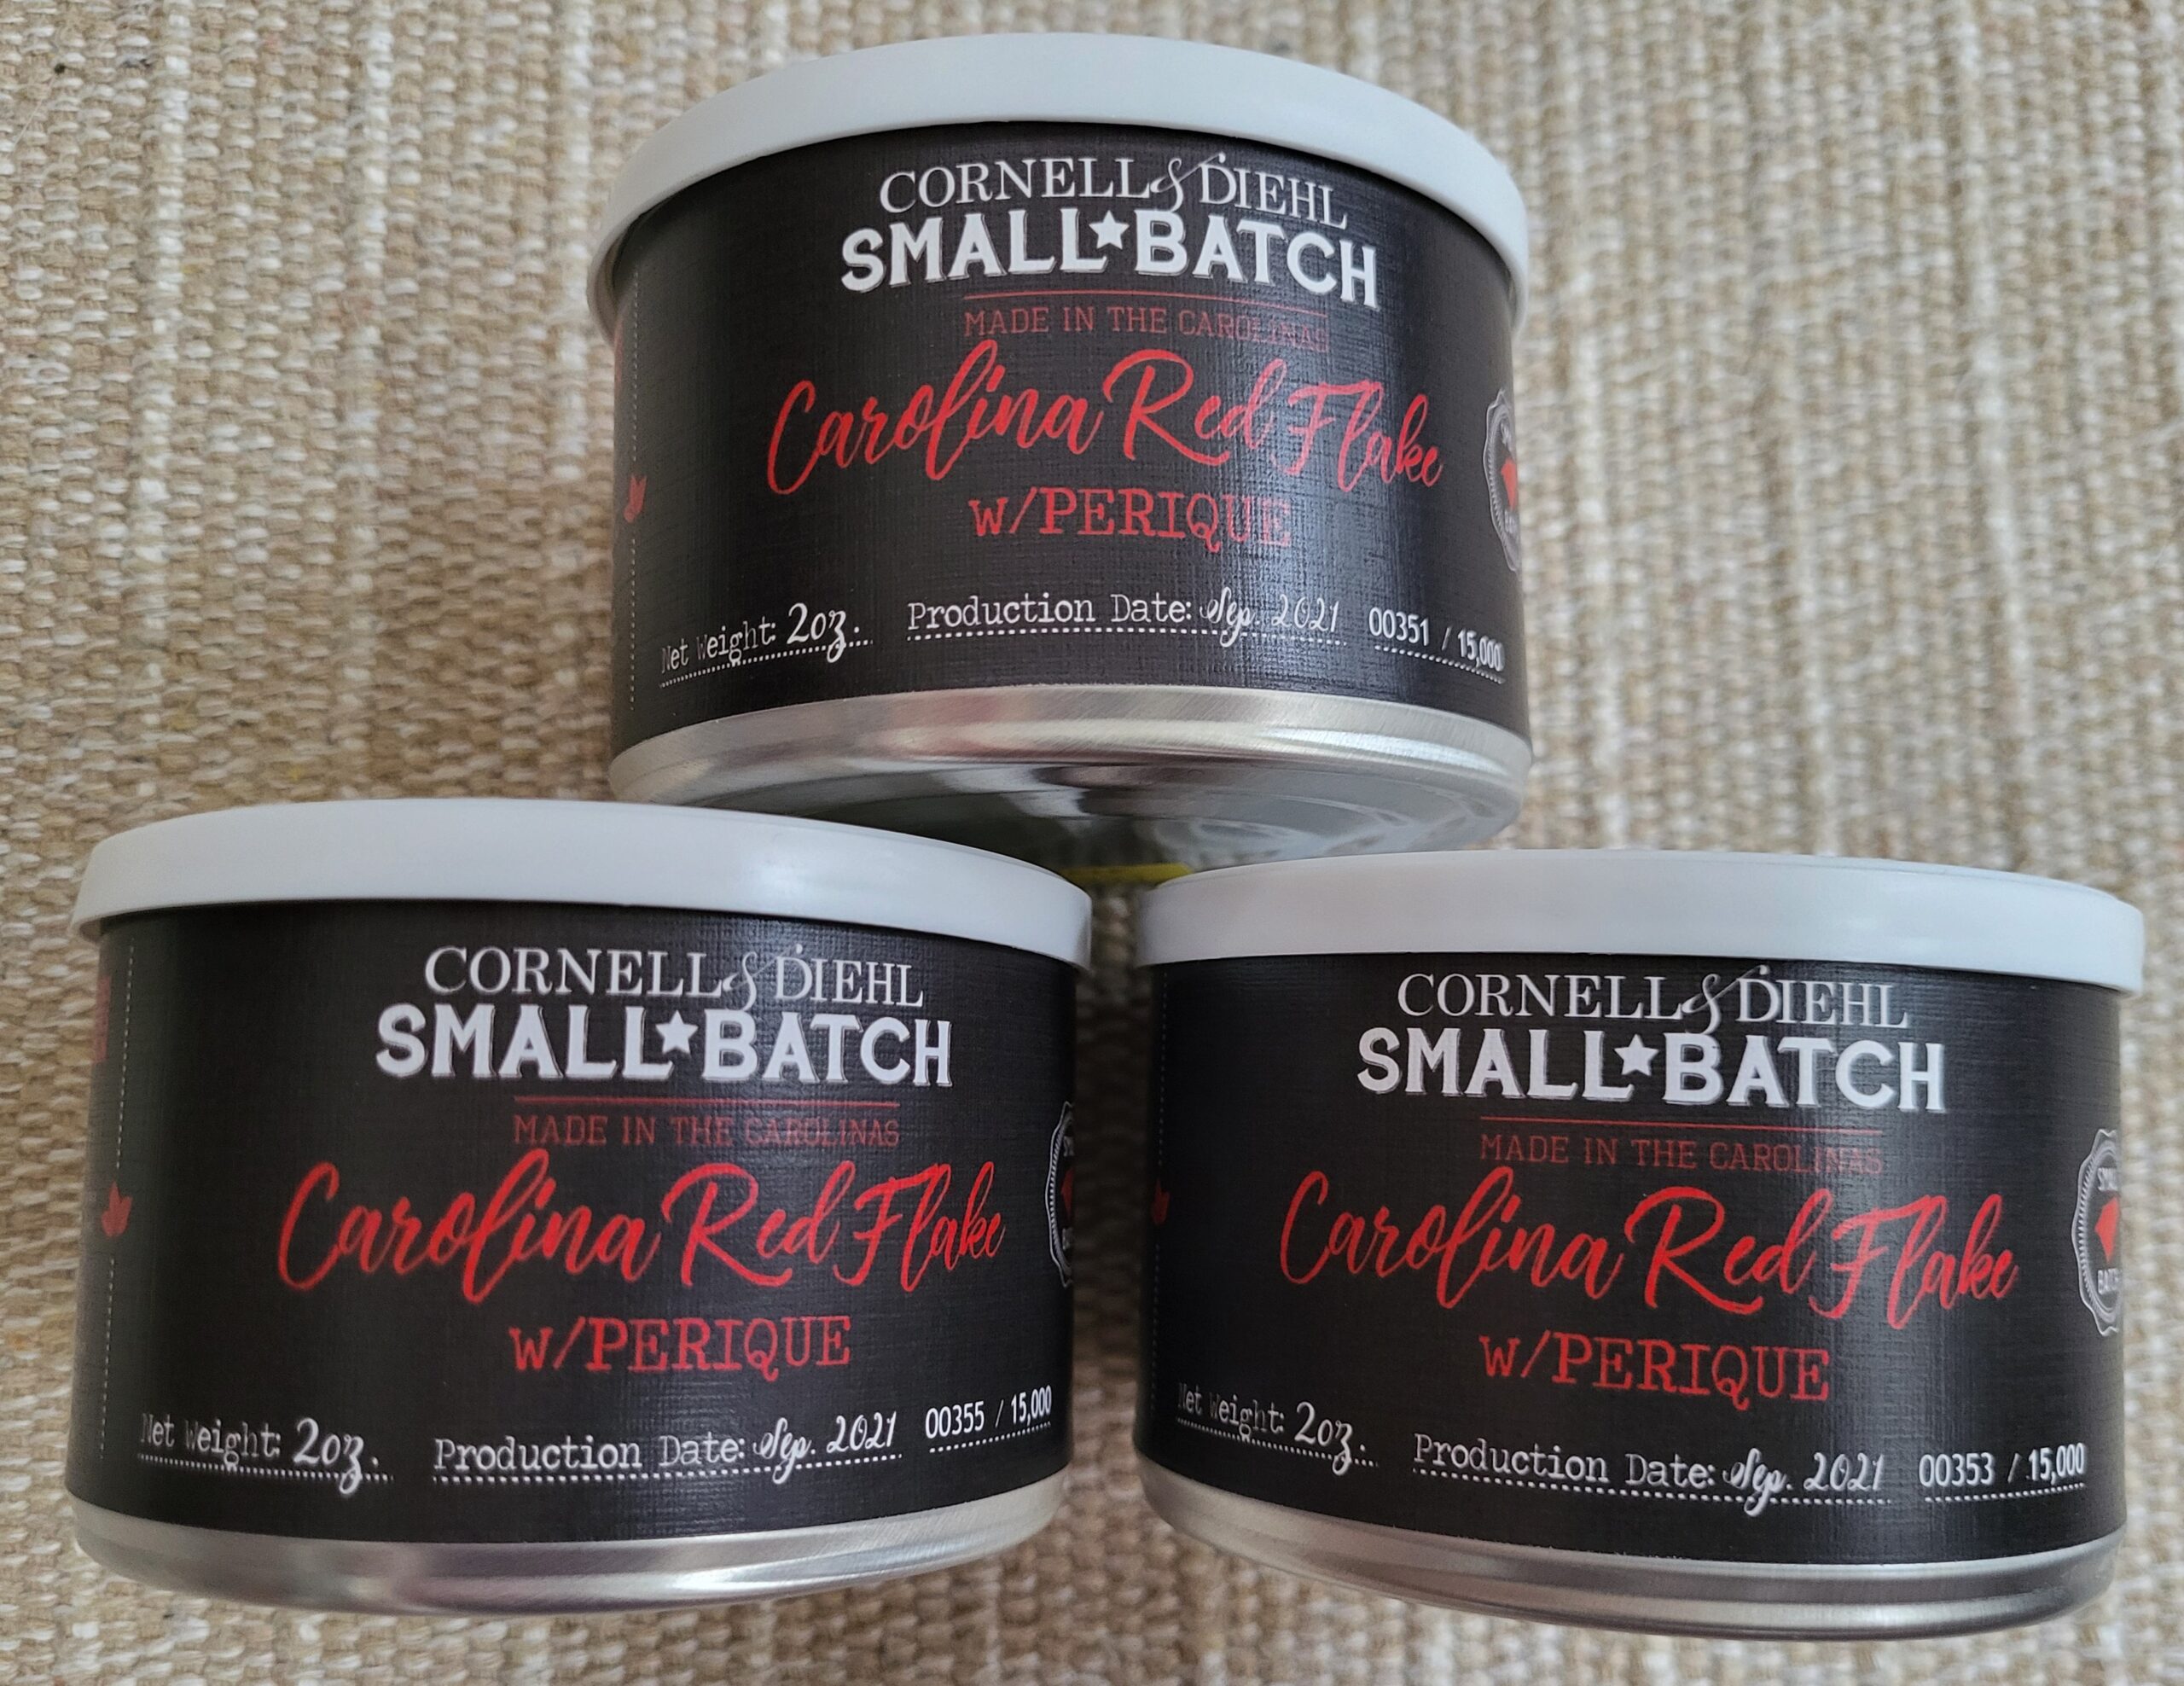 CORNELL & DIEHL
SMALL★BATCH
MADE IN THE CAROLINAS
Carolina Red Flake
w/PERIQUE
Net Weight: 2oz. Production Date: Sep. 2021 00351 / 15,000
CORNELL & DIEHL
SMALL★BATCH
MADE IN THE CAROLINAS
Carolina Red Flake
w/PERIQUE
Net Weight: 2oz. Production Date: Sep. 2021 00355 / 15,000
CORNELL & DIEHL
SMALL★BATCH
MADE IN THE CAROLINAS
Carolina Red Flake
w/PERIQUE
Net Weight: 2oz. Production Date: Sep. 2021 00353 / 15,000